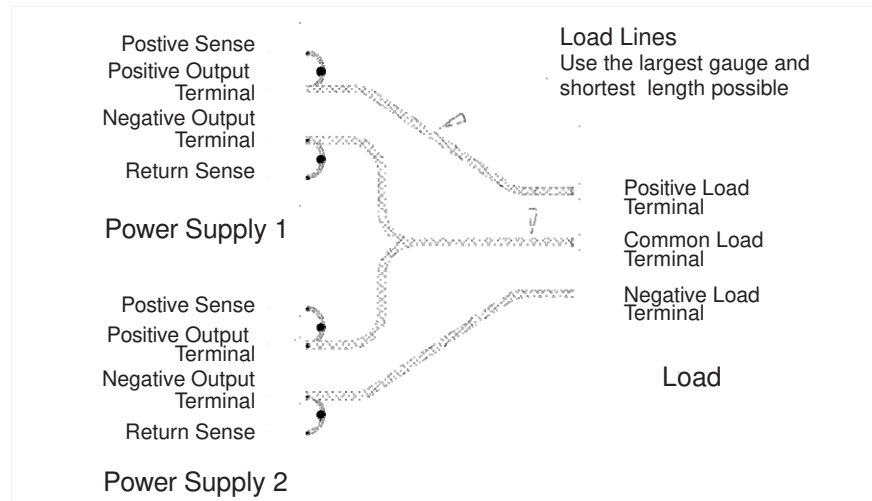 Postive Sense
Positive Output
Terminal
Negative Output
Terminal
Return Sense
Power Supply 1
Postive Sense
Positive Output
Terminal
Negative Output
Terminal
Return Sense
Power Supply 2
Load Lines
Use the largest gauge and
shortest length possible
Positive Load
Terminal
Common Load
Terminal
Negative Load
Terminal
Load